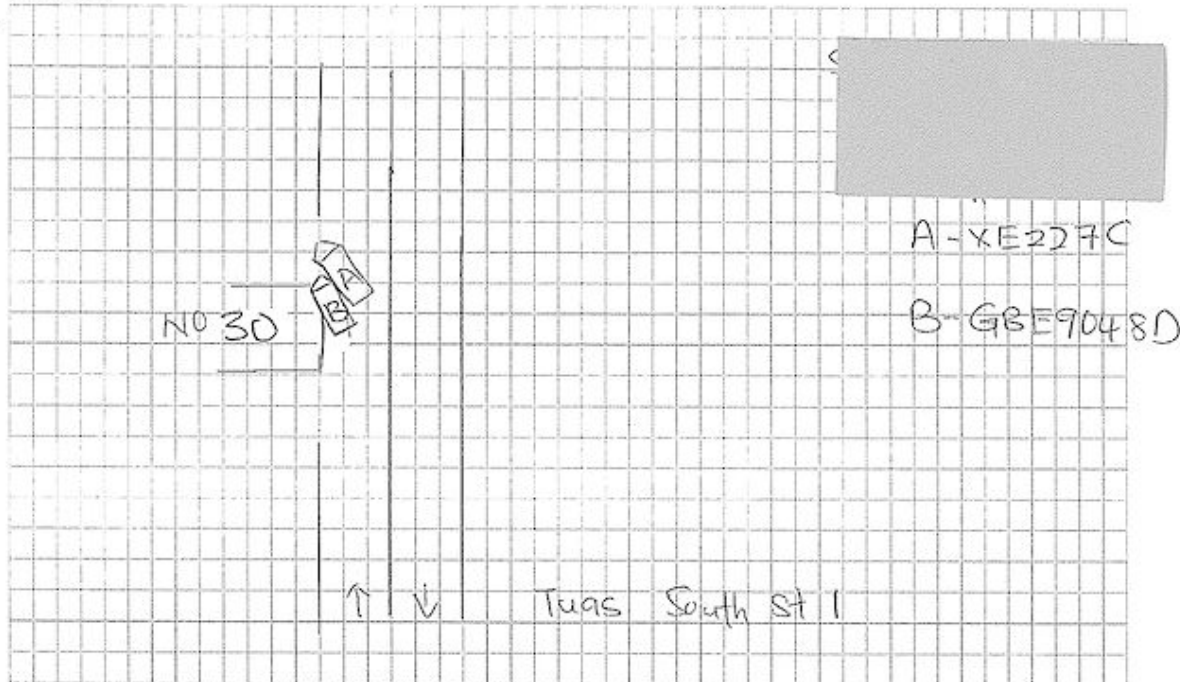 A-XE227C
A
NO 30
B
B-GBE9048D
↑ ↓ Tuas South St 1